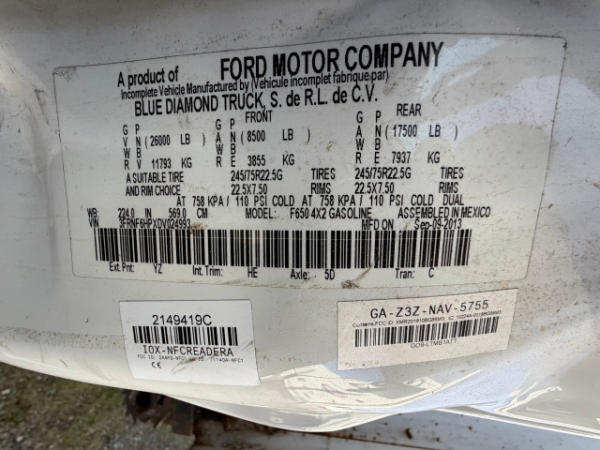 A product of FORD MOTOR COMPANY
Incomplete Vehicle Manufactured by (Vehicule incomplet fabrique par)
BLUE DIAMOND TRUCK, S. de R.L. de C.V.
FRONT REAR
G P G P G P
V N (26000 LB A N (8500 LB A N (17500 LB
W B W B W B
R V 11793 KG R E 3855 KG R E 7937 KG
A SUITABLE TIRE 245/75R22.5G TIRES 245/75R22.5G TIRES
AND RIM CHOICE 22.5X7.50 RIMS 22.5X7.50 RIMS
AT 758 KPA / 110 PSI COLD AT 758 KPA / 110 PSI COLD DUAL
WB: 224.0 IN 569.0 CM MODEL: F650 4X2 GASOLINE ASSEMBLED IN MEXICO
VIN: 3FRNF6HPXDV024993 MFD ON: Sep-09-2013
Ext. Pnt: YZ Int. Trim: HE Axle: 5D Tran: C
2149419C
IOX-NFCREADERA
CE
GA-Z3Z-NAV-5755